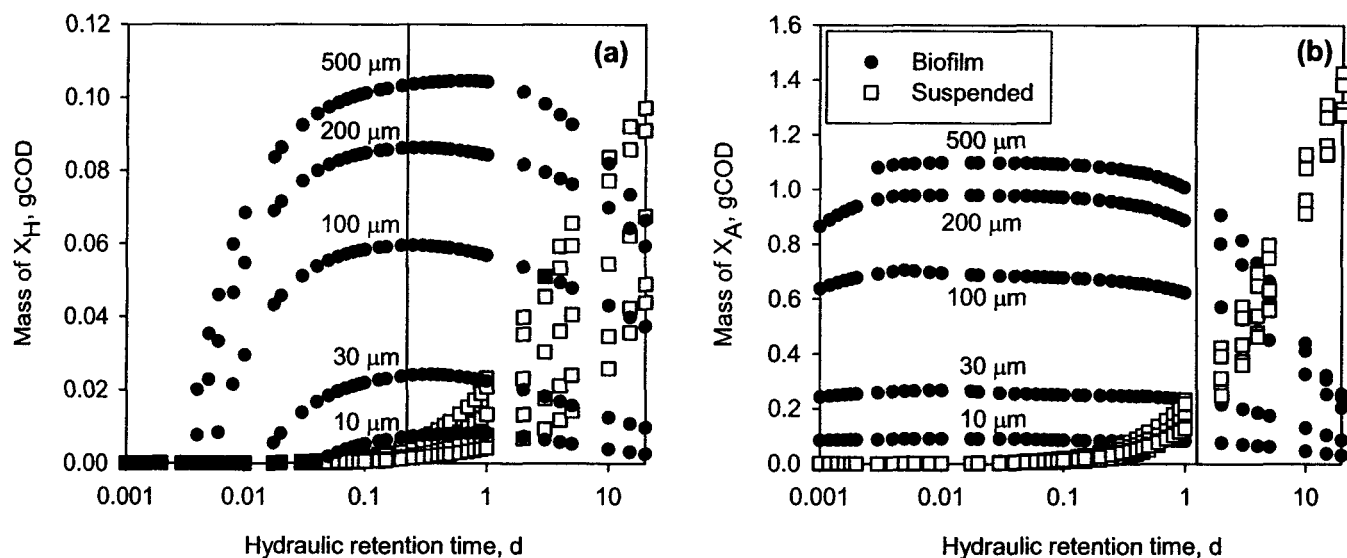 0.12
0.10
0.08
0.06
0.04
0.02
0.00
Mass of X_H, gCOD
500 μm
200 μm
100 μm
30 μm
10 μm
(a)
0.001
0.01
0.1
1
10
Hydraulic retention time, d
1.6
1.4
1.2
1.0
0.8
0.6
0.4
0.2
0.0
Mass of X_A, gCOD
Biofilm
Suspended
(b)
500 μm
200 μm
100 μm
30 μm
10 μm
0.001
0.01
0.1
1
10
Hydraulic retention time, d